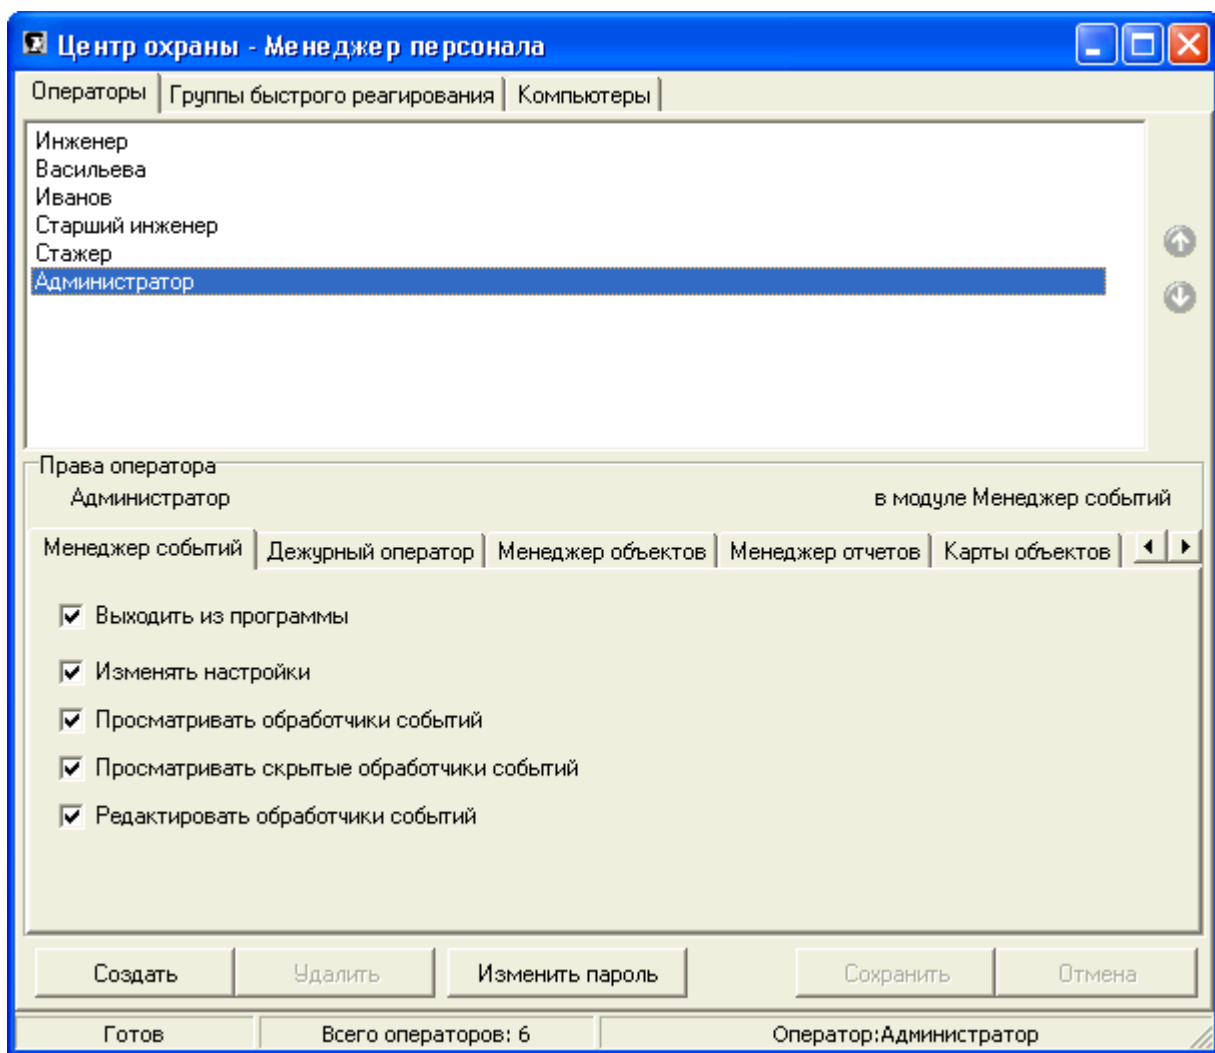 Центр охраны - Менеджер персонала
Операторы Группы быстрого реагирования Компьютеры
Инженер
Васильева
Иванов
Старший инженер
Стажер
Администратор
Права оператора
Администратор в модуле Менеджер событий
Менеджер событий Дежурный оператор Менеджер объектов Менеджер отчетов Карты объектов
Выходить из программы
Изменять настройки
Просматривать обработчики событий
Просматривать скрытые обработчики событий
Редактировать обработчики событий
Создать Удалить Изменить пароль Сохранить Отмена
Готов Всего операторов: 6 Оператор:Администратор